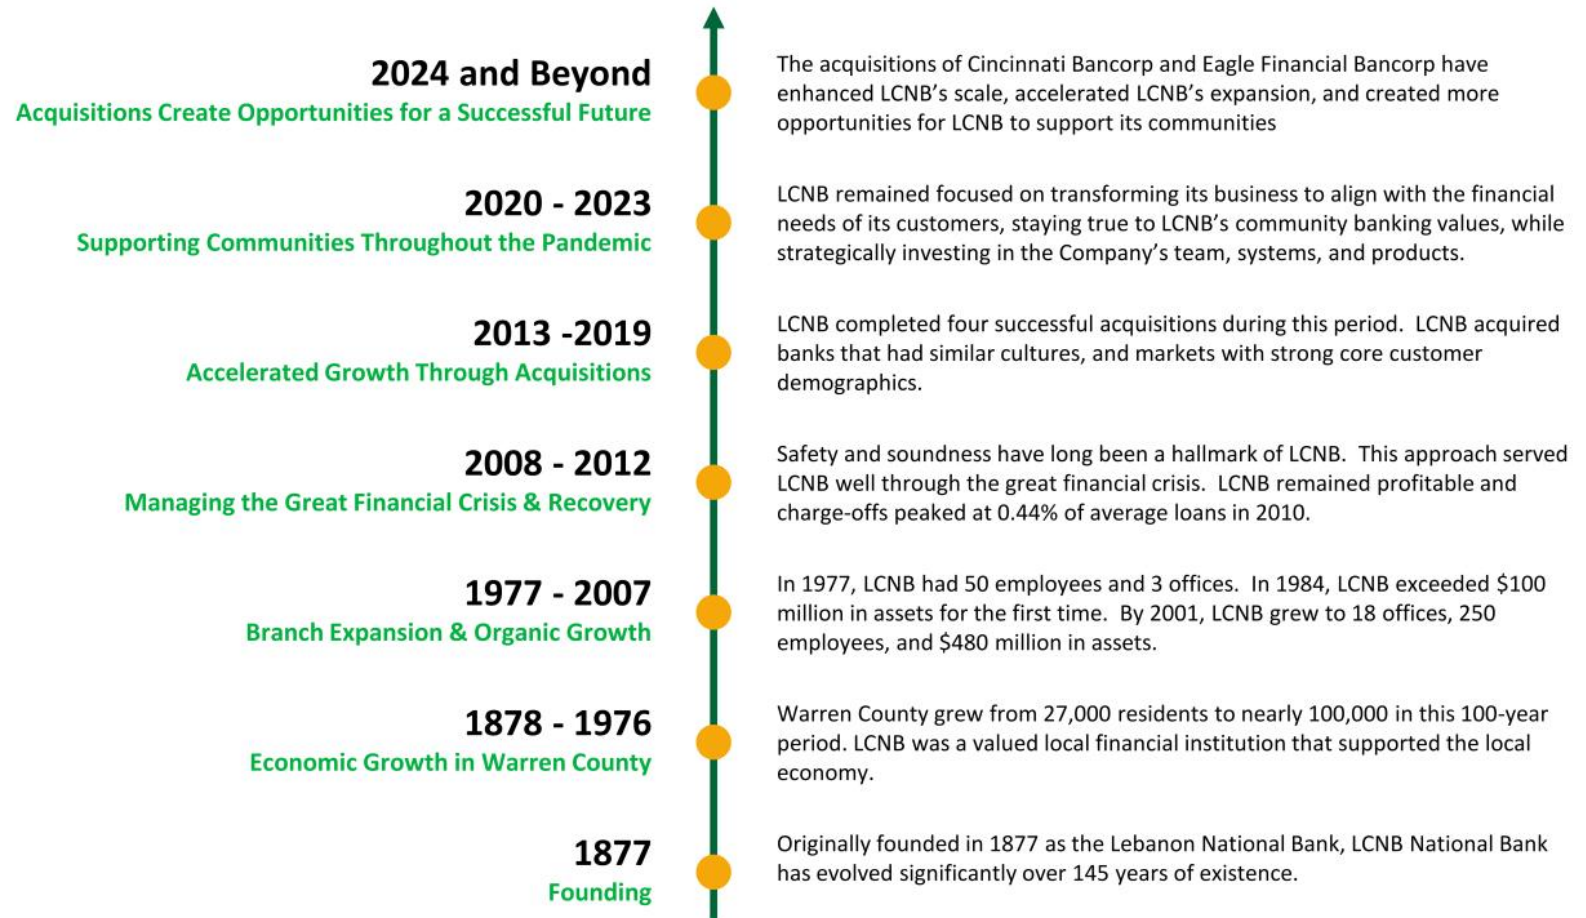 2024 and Beyond
Acquisitions Create Opportunities for a Successful Future
The acquisitions of Cincinnati Bancorp and Eagle Financial Bancorp have
enhanced LCNB’s scale, accelerated LCNB’s expansion, and created more
opportunities for LCNB to support its communities
2020 - 2023
Supporting Communities Throughout the Pandemic
LCNB remained focused on transforming its business to align with the financial
needs of its customers, staying true to LCNB’s community banking values, while
strategically investing in the Company’s team, systems, and products.
2013 -2019
Accelerated Growth Through Acquisitions
LCNB completed four successful acquisitions during this period.  LCNB acquired
banks that had similar cultures, and markets with strong core customer
demographics.
2008 - 2012
Managing the Great Financial Crisis & Recovery
Safety and soundness have long been a hallmark of LCNB.  This approach served
LCNB well through the great financial crisis.  LCNB remained profitable and
charge-offs peaked at 0.44% of average loans in 2010.
1977 - 2007
Branch Expansion & Organic Growth
In 1977, LCNB had 50 employees and 3 offices.  In 1984, LCNB exceeded $100
million in assets for the first time.  By 2001, LCNB grew to 18 offices, 250
employees, and $480 million in assets.
1878 - 1976
Economic Growth in Warren County
Warren County grew from 27,000 residents to nearly 100,000 in this 100-year
period. LCNB was a valued local financial institution that supported the local
economy.
1877
Founding
Originally founded in 1877 as the Lebanon National Bank, LCNB National Bank
has evolved significantly over 145 years of existence.